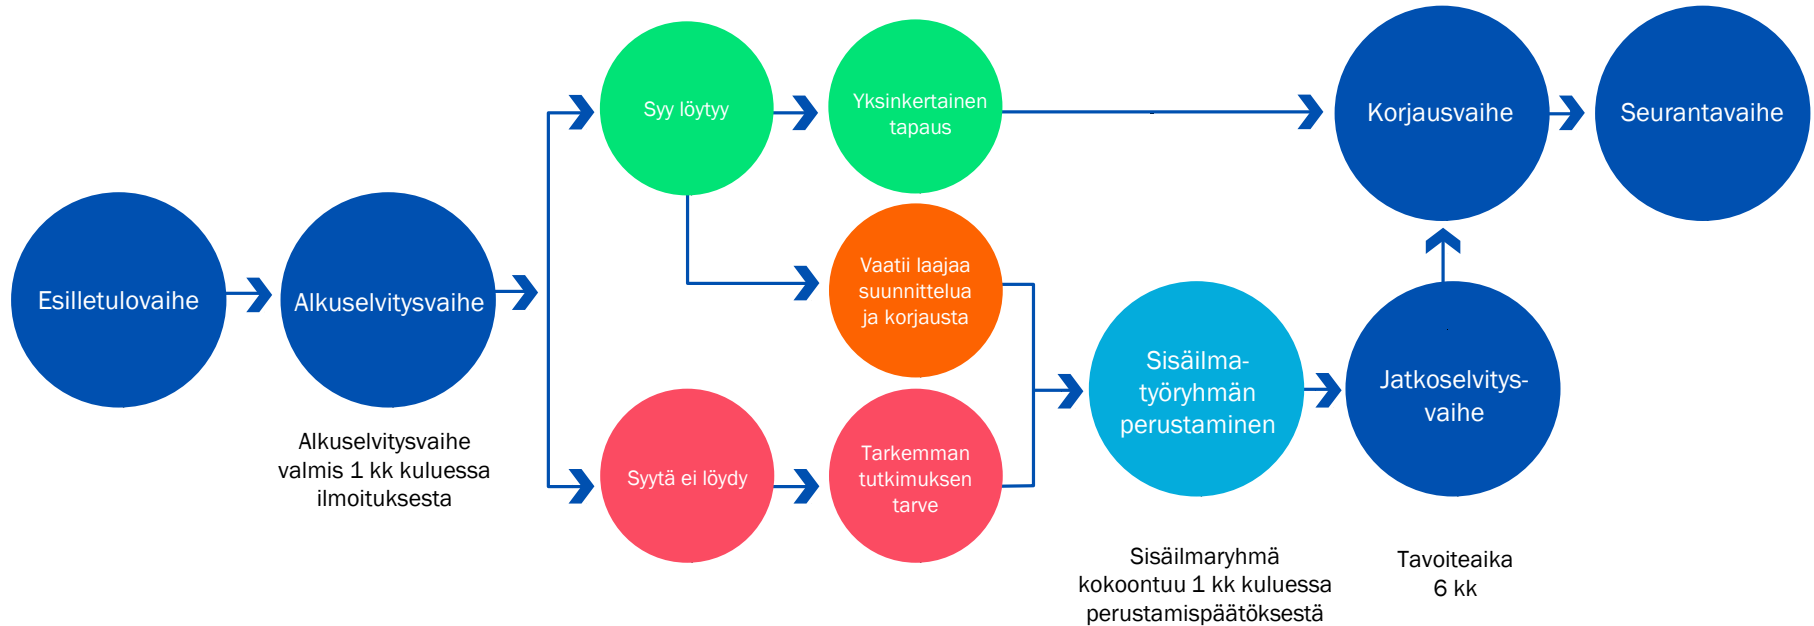 Esilletulovaihe
Alkuselvitysvaihe
Alkuselvitysvaihe
valmis 1 kk kuluessa
ilmoituksesta
Syy löytyy
Yksinkertainen
tapaus
Vaatii laajaa
suunnittelua
ja korjausta
Syytä ei löydy
Tarkemman
tutkimuksen
tarve
Sisäilma-
työryhmän
perustaminen
Sisäilmaryhmä
kokoontuu 1 kk kuluessa
perustamispäätöksestä
Jatkoselvitys-
vaihe
Tavoiteaika
6 kk
Korjausvaihe
Seurantavaihe